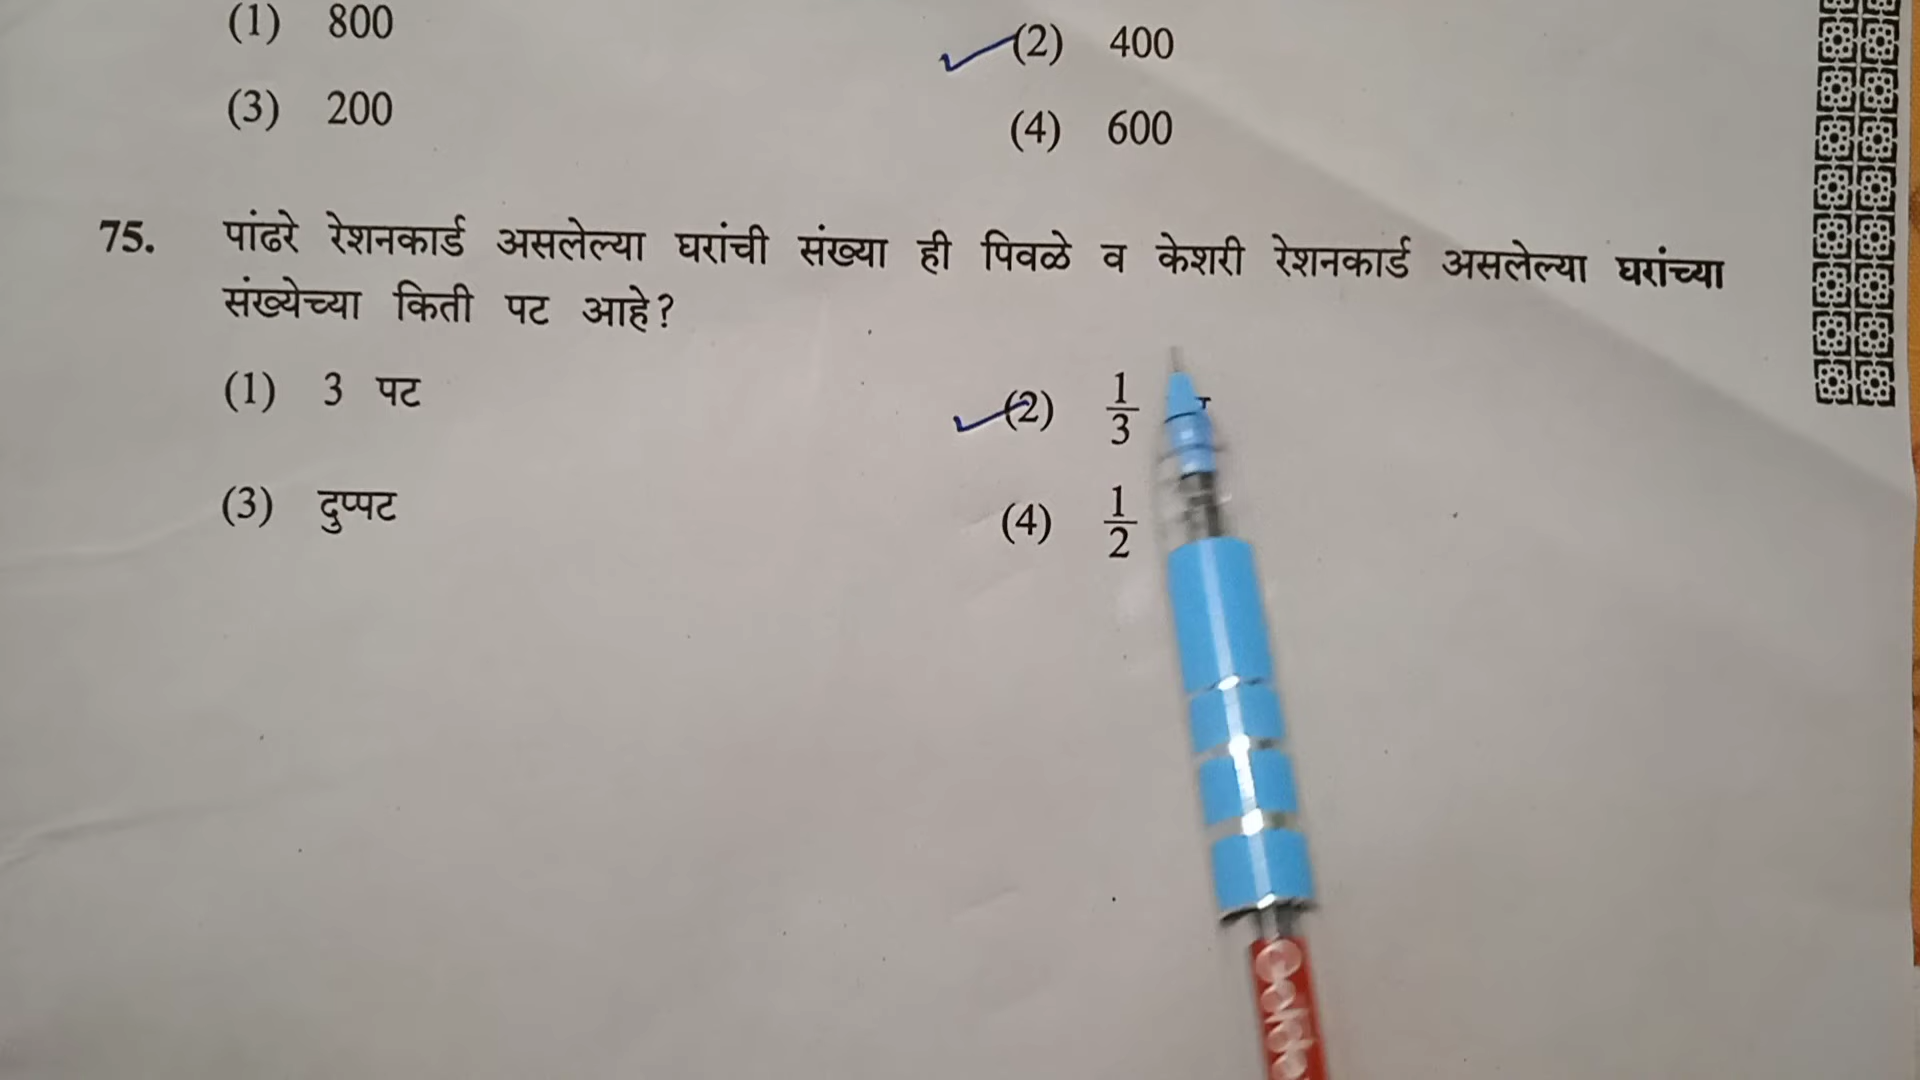 (1) 800
(2) 400
(3) 200
(4) 600
75. पांढरे रेशनकार्ड असलेल्या घरांची संख्या ही पिवळे व केशरी रेशनकार्ड असलेल्या घरांच्या
संख्येच्या किती पट आहे?
(1) 3 पट
(2) 1/3
(3) दुप्पट
(4) 1/2